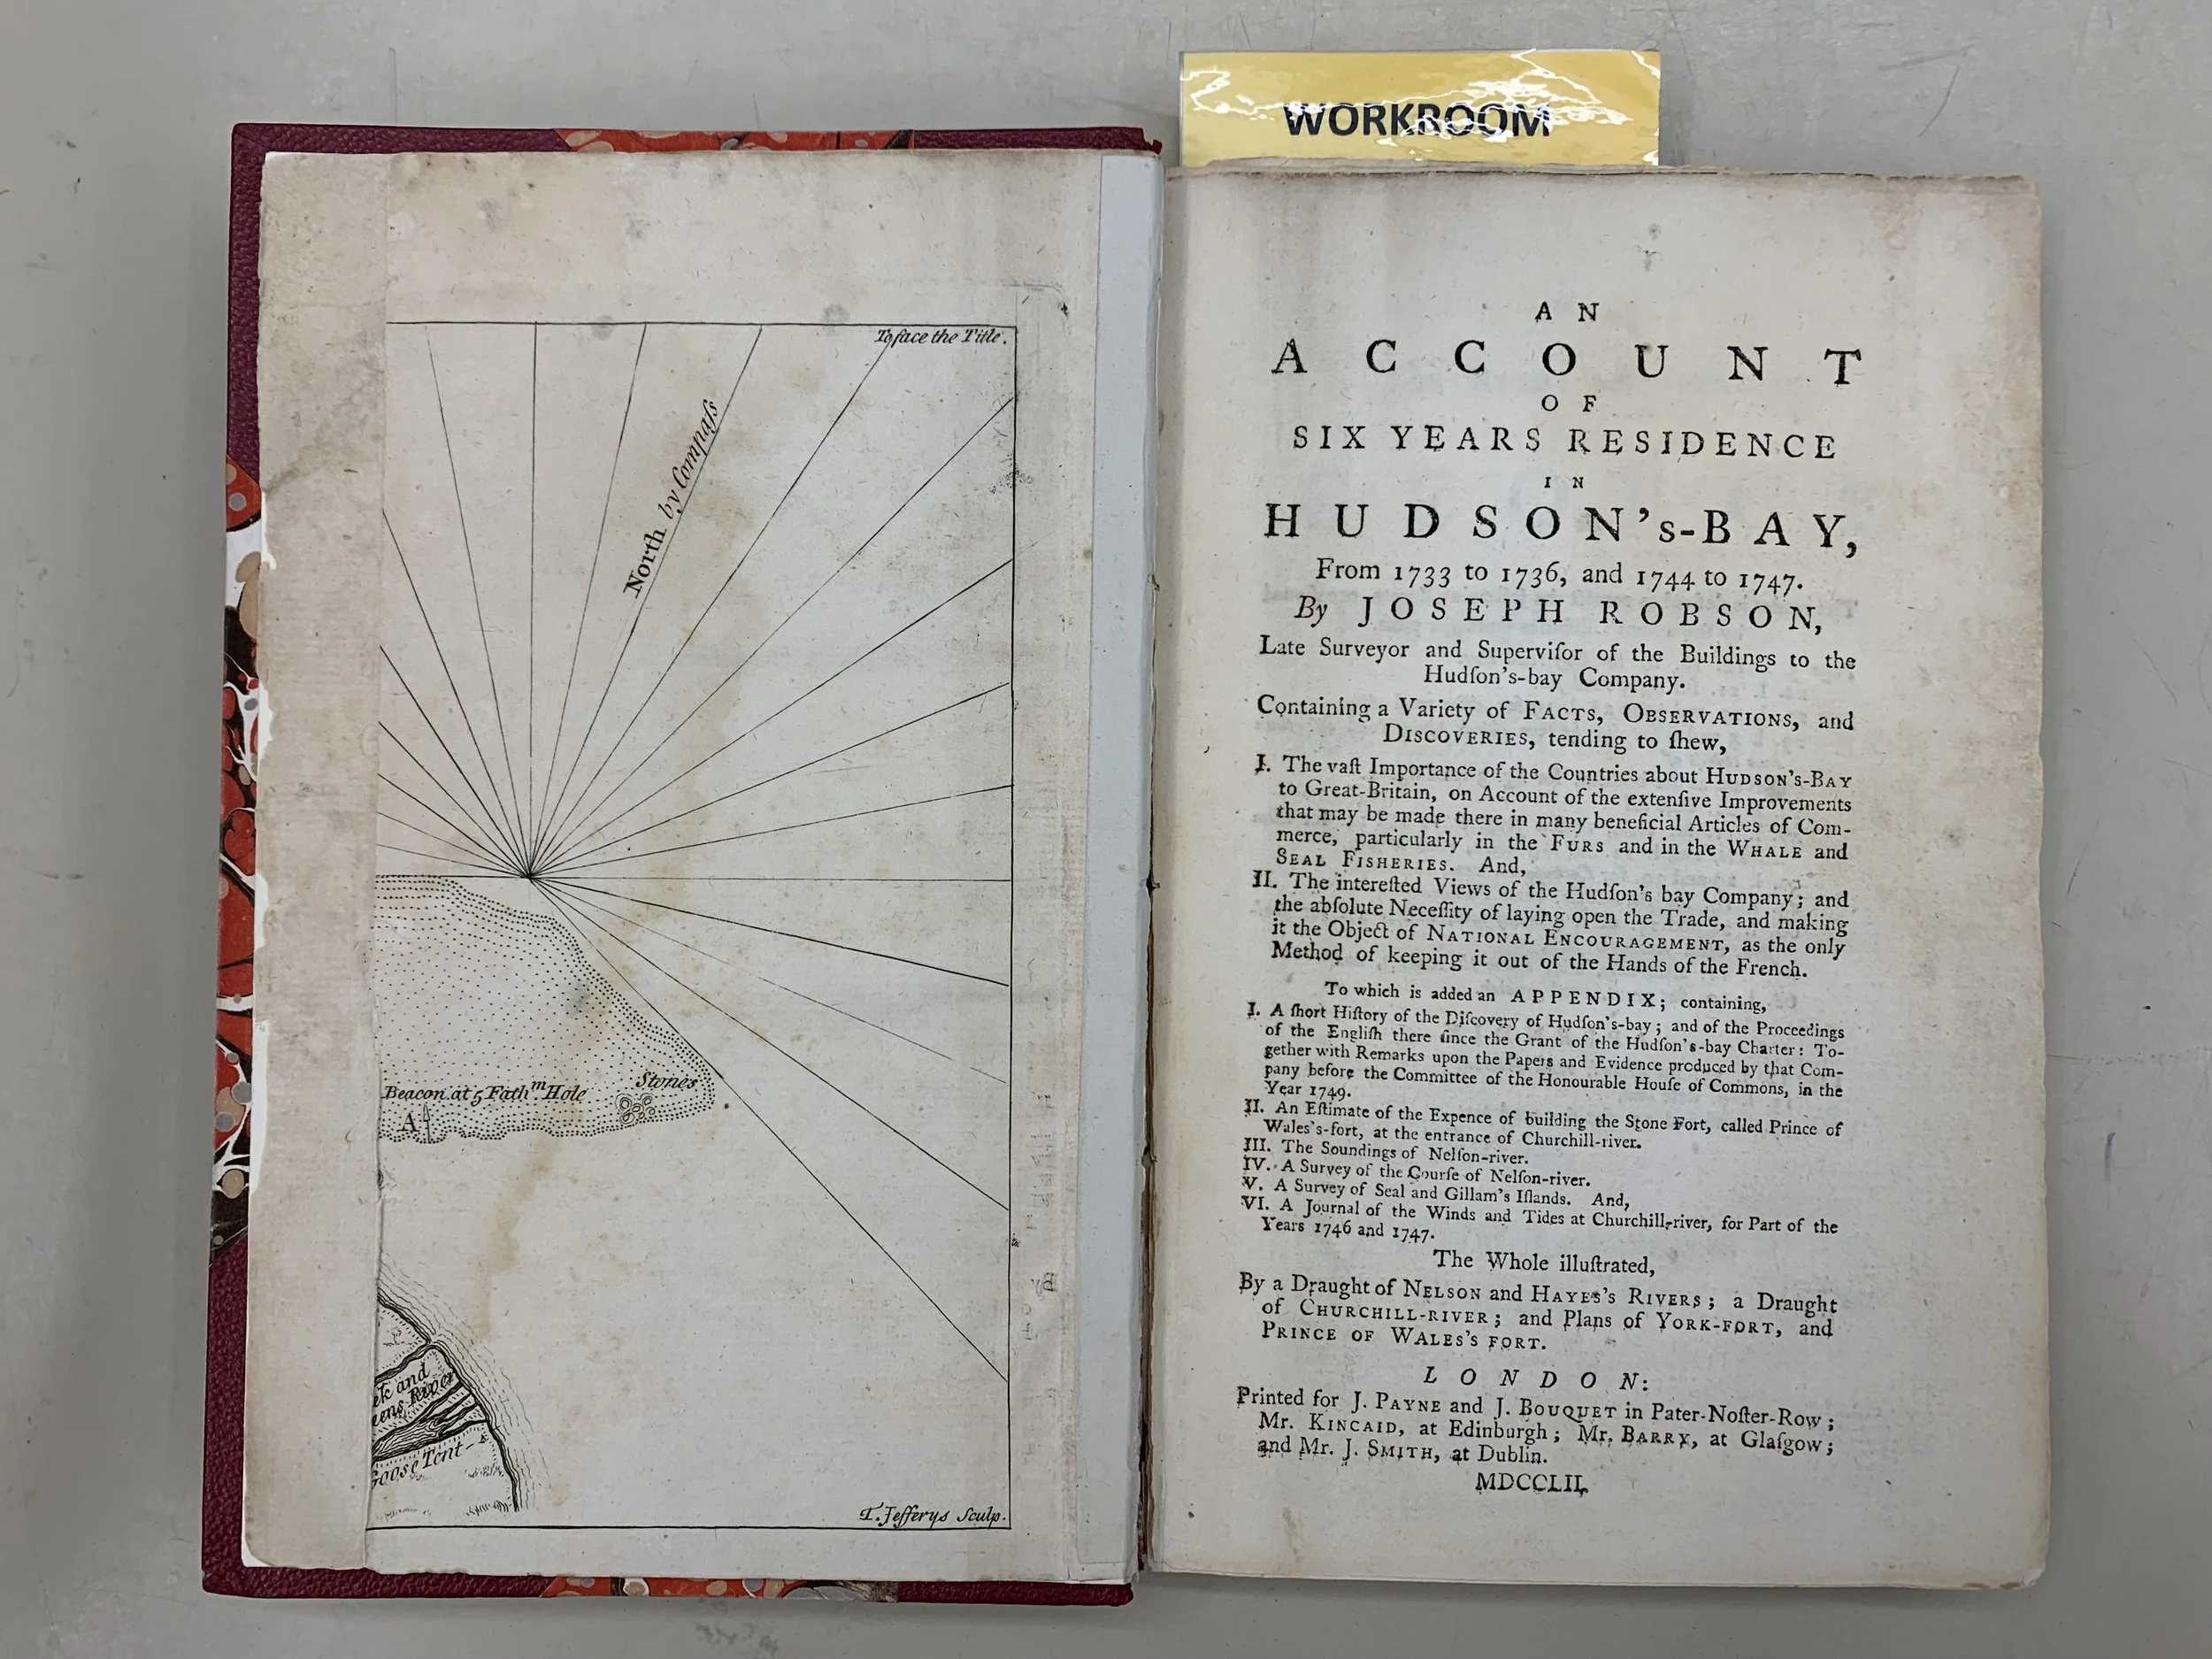 WORKROOM
To face the Title.
North by Compaſs
Beacon at 5 Fathm. Hole
Stones
A
ek and
eens River
Goose Tent
T. Jefferys Sculp.
AN
ACCOUNT
OF
SIX YEARS RESIDENCE
IN
HUDSON's-BAY,
From 1733 to 1736, and 1744 to 1747.
By JOSEPH ROBSON,
Late Surveyor and Superviſor of the Buildings to the
Hudſon's-bay Company.
Containing a Variety of FACTS, OBSERVATIONS, and
DISCOVERIES, tending to ſhew,
I. The vaſt Importance of the Countries about HUDSON'S-BAY
to Great-Britain, on Account of the extenſive Improvements
that may be made there in many beneficial Articles of Com-
merce, particularly in the FURS and in the WHALE and
SEAL FISHERIES. And,
II. The intereſted Views of the Hudſon's bay Company; and
the abſolute Neceſſity of laying open the Trade, and making
it the Object of NATIONAL ENCOURAGEMENT, as the only
Method of keeping it out of the Hands of the French.
To which is added an APPENDIX; containing,
I. A ſhort Hiſtory of the Diſcovery of Hudſon's-bay; and of the Proceedings
of the Engliſh there ſince the Grant of the Hudſon's-bay Charter: To-
gether with Remarks upon the Papers and Evidence produced by that Com-
pany before the Committee of the Honourable Houſe of Commons, in the
Year 1749.
II. An Eſtimate of the Expence of building the Stone Fort, called Prince of
Wales's-fort, at the entrance of Churchill-river.
III. The Soundings of Nelſon-river.
IV. A Survey of the Courſe of Nelſon-river.
V. A Survey of Seal and Gillam's Iſlands. And,
VI. A Journal of the Winds and Tides at Churchill-river, for Part of the
Years 1746 and 1747.
The Whole illuſtrated,
By a Draught of NELSON and HAYES'S RIVERS; a Draught
of CHURCHILL-RIVER; and Plans of YORK-FORT, and
PRINCE OF WALES'S FORT.
LONDON:
Printed for J. PAYNE and J. BOUQUET in Pater-Noſter-Row;
Mr. KINCAID, at Edinburgh; Mr. BARRY, at Glaſgow;
and Mr. J. SMITH, at Dublin.
MDCCLII.